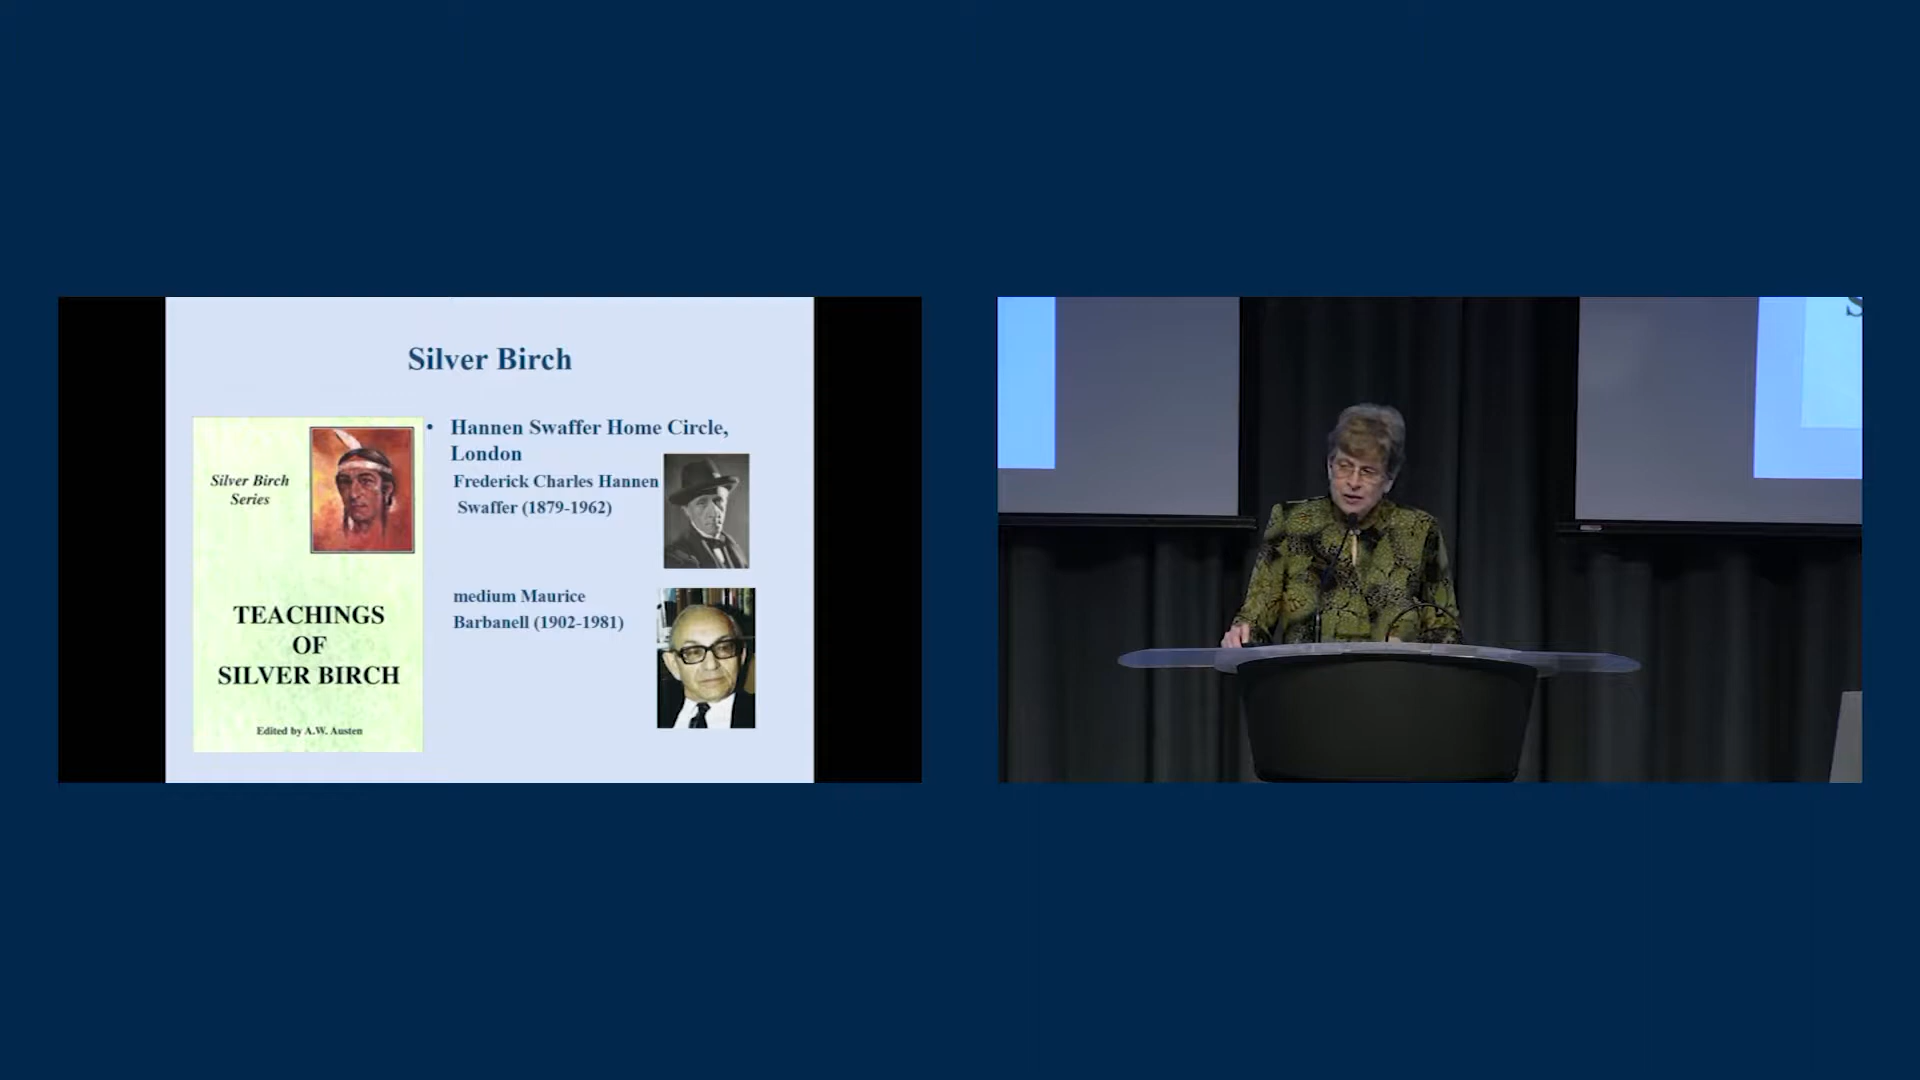 Silver Birch
Silver Birch
Series
TEACHINGS
OF
SILVER BIRCH
Edited by A.W. Austen
• Hannen Swaffer Home Circle,
London
Frederick Charles Hannen
Swaffer (1879-1962)
medium Maurice
Barbanell (1902-1981)
S